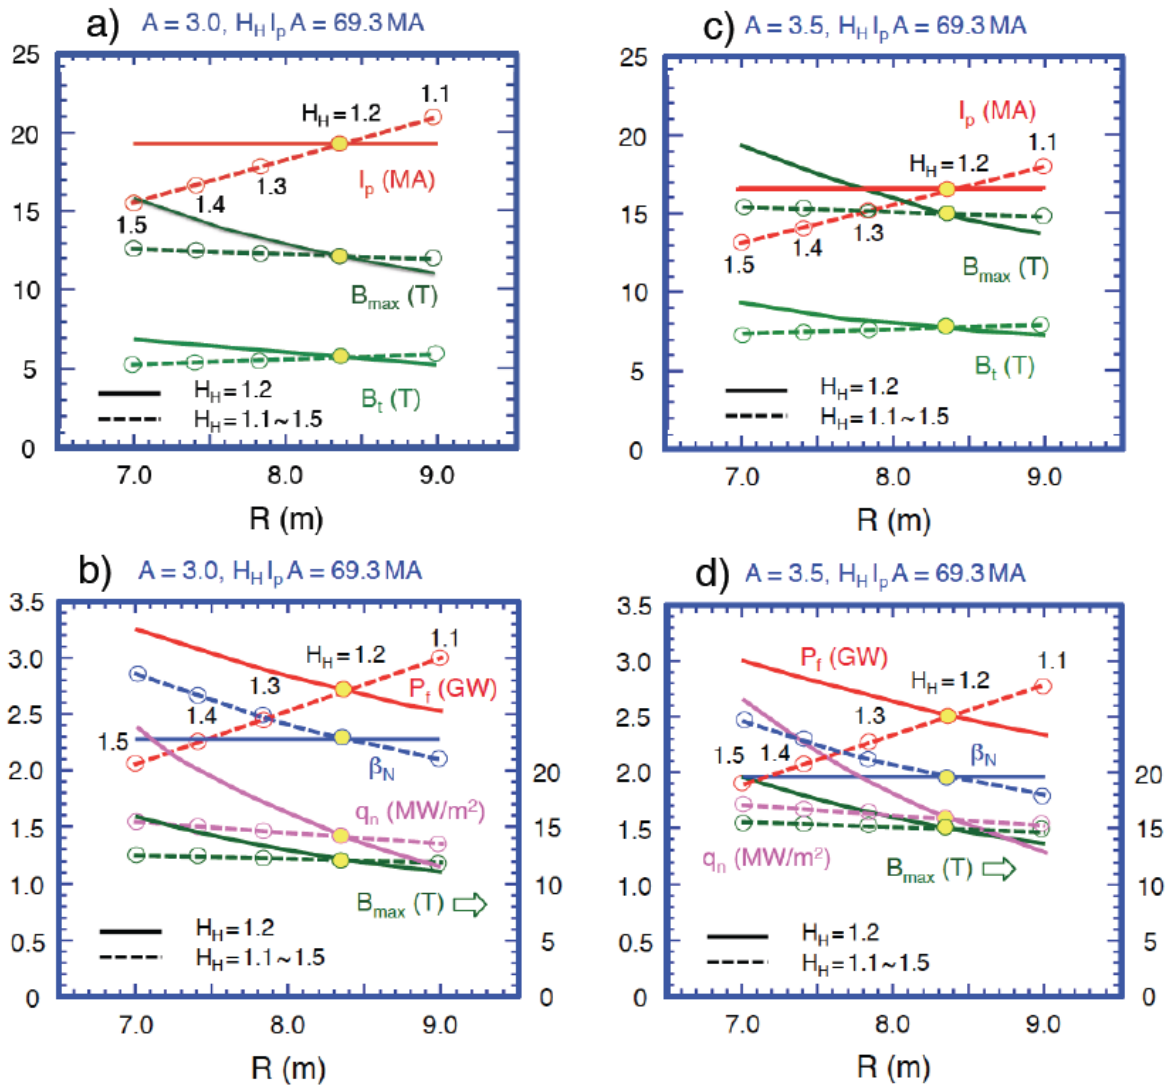 a) A = 3.0, H_H I_p A = 69.3 MA
25
20
15
10
5
0
H_H = 1.2
1.1
1.3
1.4
1.5
I_p (MA)
B_max (T)
B_t (T)
H_H = 1.2
H_H = 1.1 ~ 1.5
7.0 8.0 9.0
R (m)
c) A = 3.5, H_H I_p A = 69.3 MA
25
20
15
10
5
0
I_p (MA)
1.1
H_H = 1.2
1.3
1.4
1.5
B_max (T)
B_t (T)
H_H = 1.2
H_H = 1.1 ~ 1.5
7.0 8.0 9.0
R (m)
b) A = 3.0, H_H I_p A = 69.3 MA
3.5
3.0
2.5
2.0
1.5
1.0
0.5
0
1.1
H_H = 1.2
1.3
P_f (GW)
1.4
1.5
β_N
q_n (MW/m²)
B_max (T) ⇨
H_H = 1.2
H_H = 1.1 ~ 1.5
20
15
10
5
0
7.0 8.0 9.0
R (m)
d) A = 3.5, H_H I_p A = 69.3 MA
3.5
3.0
2.5
2.0
1.5
1.0
0.5
0
P_f (GW)
1.1
H_H = 1.2
1.3
1.5 1.4
β_N
q_n (MW/m²)
B_max (T) ⇨
H_H = 1.2
H_H = 1.1 ~ 1.5
20
15
10
5
0
7.0 8.0 9.0
R (m)